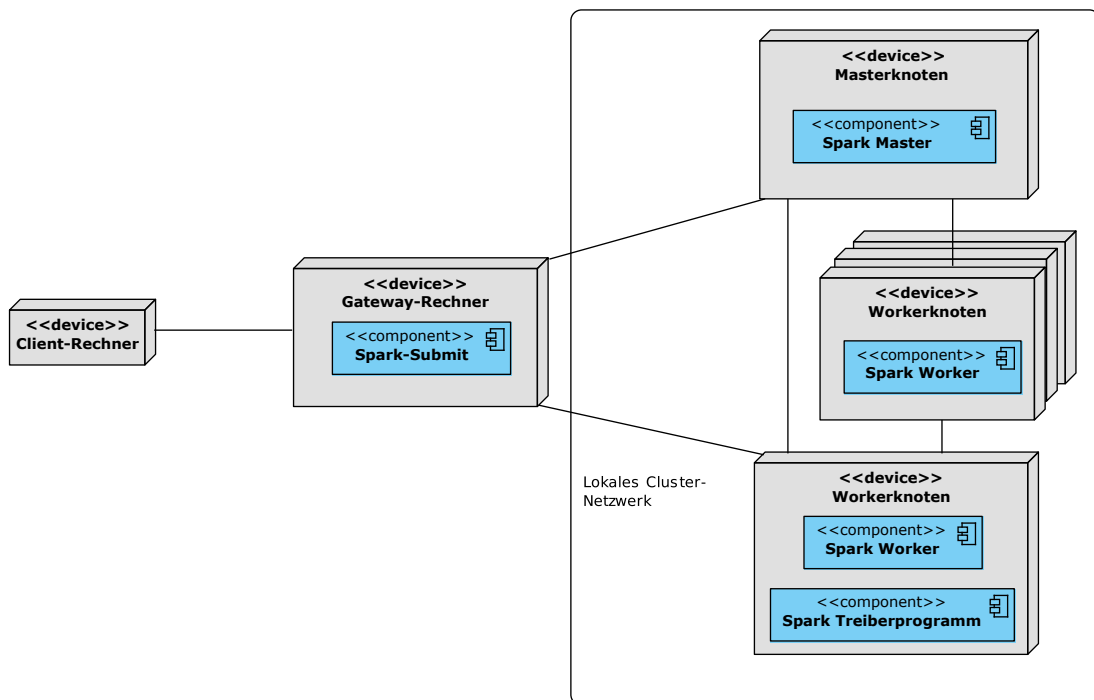 <<device>>
Masterknoten
<<component>>
Spark Master
<<device>>
Workerknoten
<<component>>
Spark Worker
<<device>>
Gateway-Rechner
<<component>>
Spark-Submit
<<device>>
Client-Rechner
Lokales Cluster-
Netzwerk
<<device>>
Workerknoten
<<component>>
Spark Worker
<<component>>
Spark Treiberprogramm